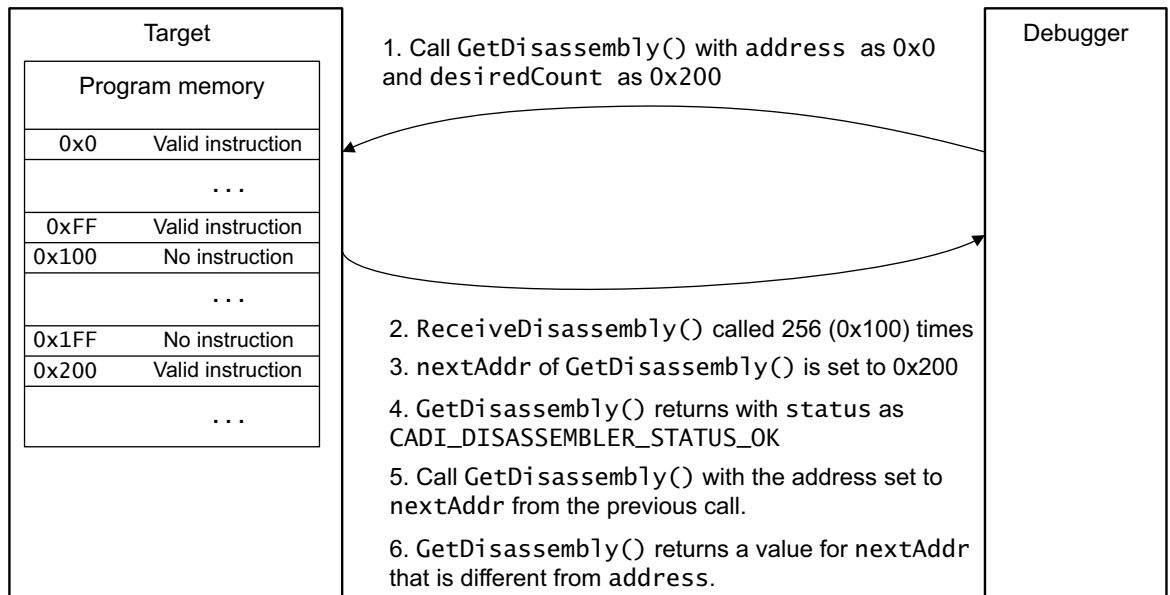 Target
Program memory
0x0 Valid instruction
...
0xFF Valid instruction
0x100 No instruction
...
0x1FF No instruction
0x200 Valid instruction
...
1. Call GetDisassembly() with address as 0x0
and desiredCount as 0x200
2. ReceiveDisassembly() called 256 (0x100) times
3. nextAddr of GetDisassembly() is set to 0x200
4. GetDisassembly() returns with status as
CADI_DISASSEMBLER_STATUS_OK
5. Call GetDisassembly() with the address set to
nextAddr from the previous call.
6. GetDisassembly() returns a value for nextAddr
that is different from address.
Debugger